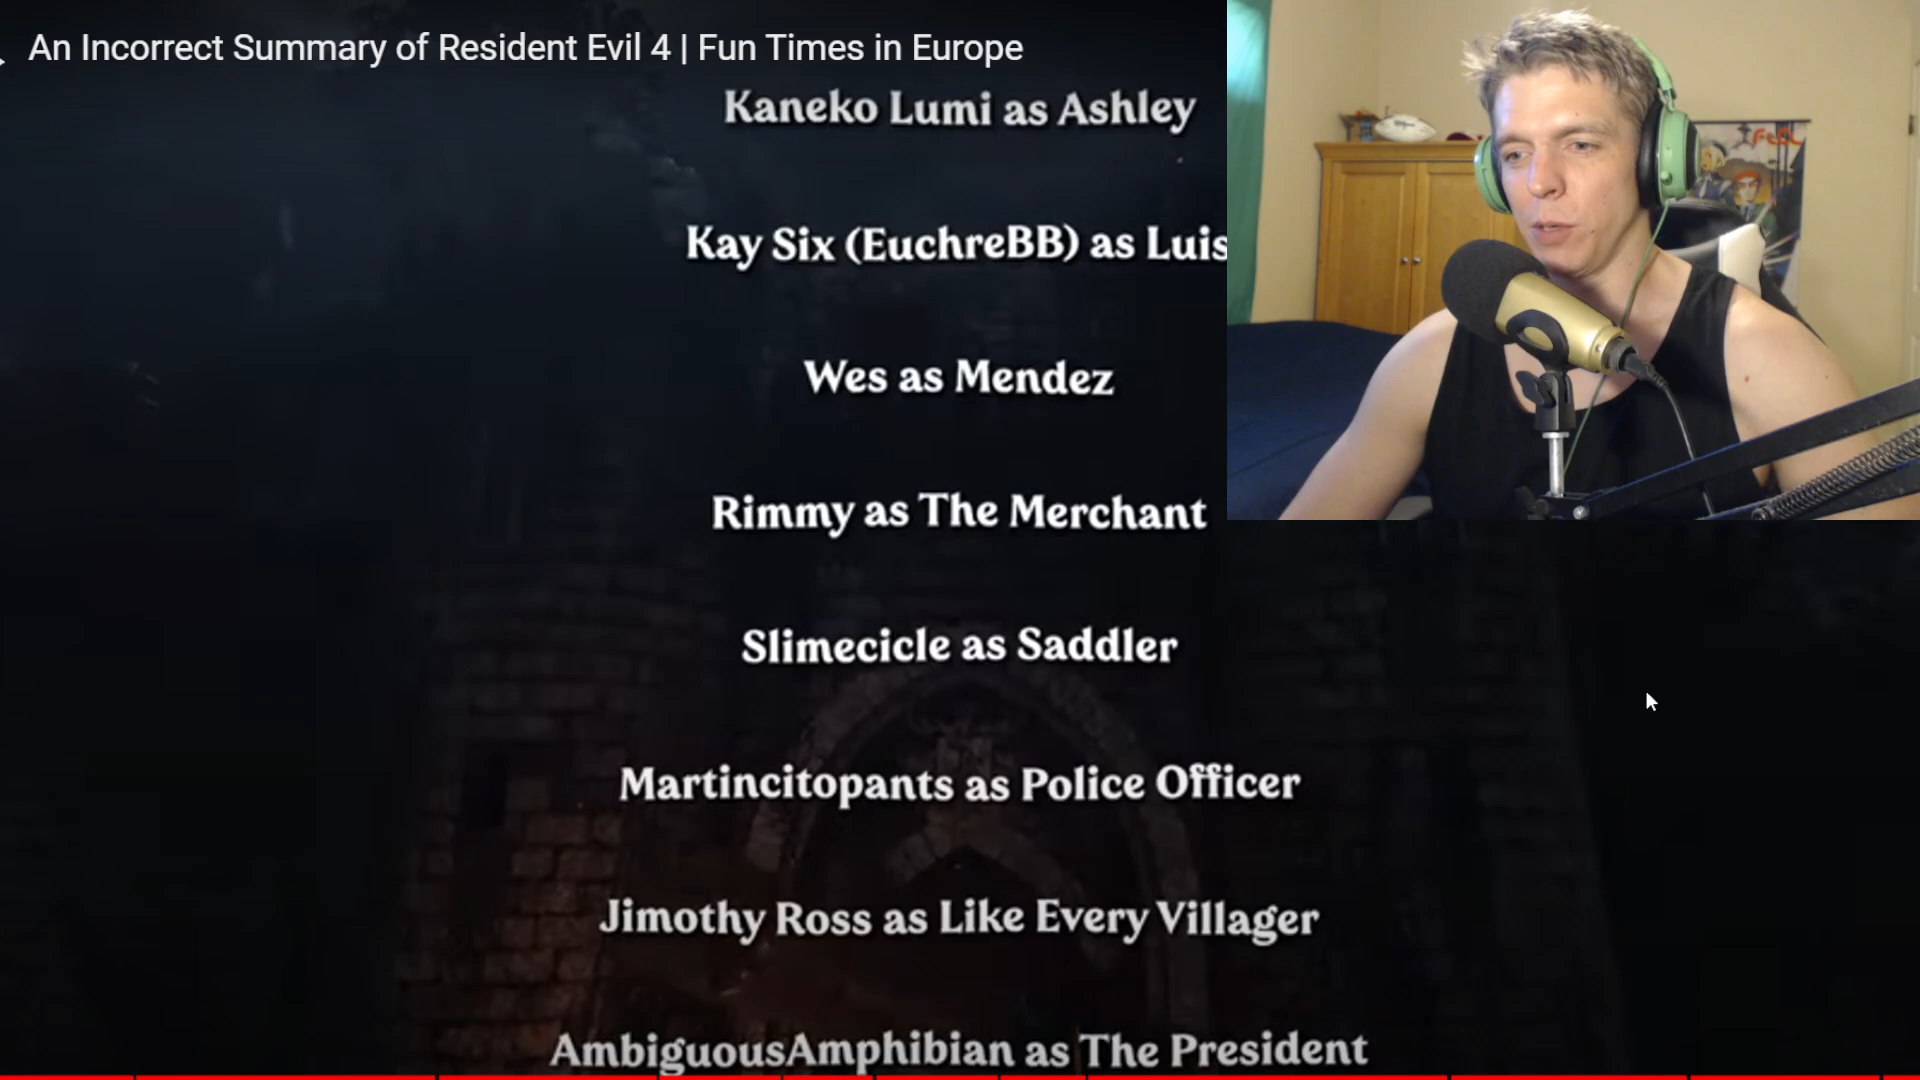 An Incorrect Summary of Resident Evil 4 | Fun Times in Europe
Kaneko Lumi as Ashley
Kay Six (EuchreBB) as Luis
Wes as Mendez
Rimmy as The Merchant
Slimecicle as Saddler
Martincitopants as Police Officer
Jimothy Ross as Like Every Villager
AmbiguousAmphibian as The President